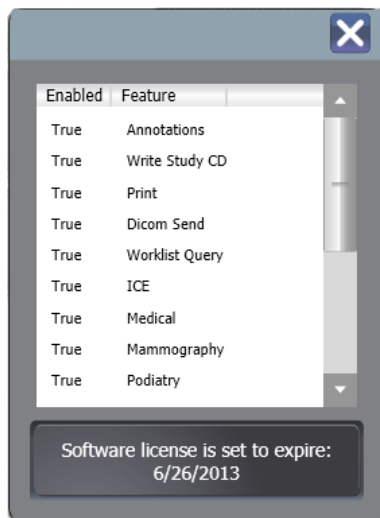 Enabled Feature
True Annotations
True Write Study CD
True Print
True Dicom Send
True Worklist Query
True ICE
True Medical
True Mammography
True Podiatry
Software license is set to expire:
6/26/2013